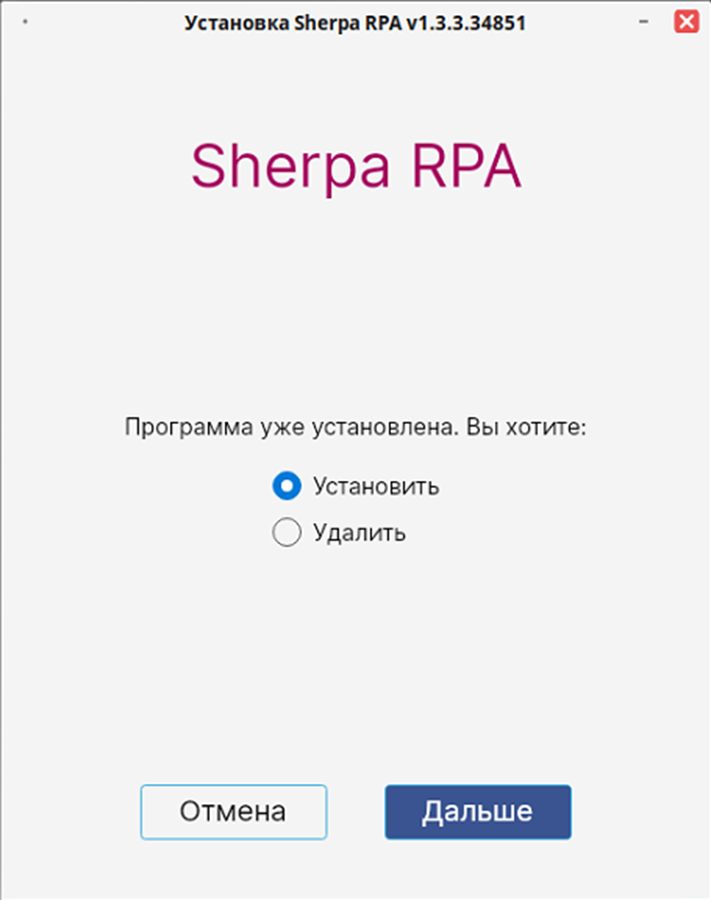 Установка Sherpa RPA v1.3.3.34851
Sherpa RPA
Программа уже установлена. Вы хотите:
Установить
Удалить
Отмена
Дальше